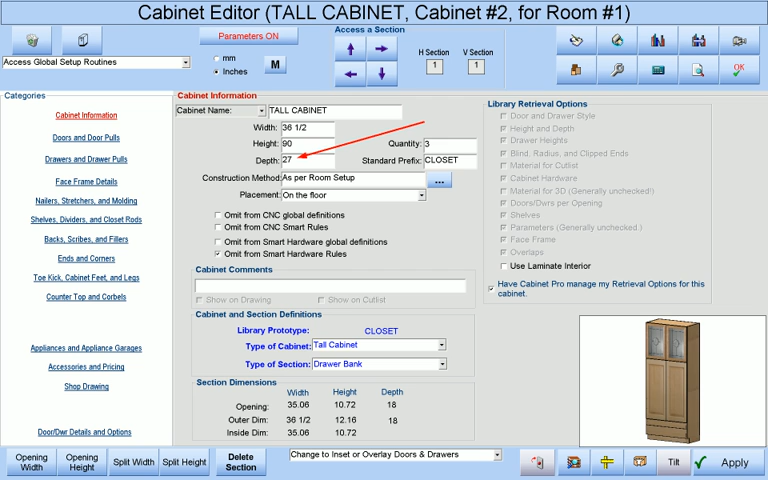 Cabinet Editor (TALL CABINET, Cabinet #2, for Room #1)
Parameters ON
Access a Section
Access Global Setup Routines
mm
Inches
M
H Section
V Section
1
1
OK
Categories
Cabinet Information
Doors and Door Pulls
Drawers and Drawer Pulls
Face Frame Details
Nailers, Stretchers, and Molding
Shelves, Dividers, and Closet Rods
Backs, Scribes, and Fillers
Ends and Corners
Toe Kick, Cabinet Feet, and Legs
Counter Top and Corbels
Appliances and Appliance Garages
Accessories and Pricing
Shop Drawing
Door/Dwr Details and Options
Cabinet Information
Cabinet Name: TALL CABINET
Width: 36 1/2
Height: 90
Quantity: 3
Depth: 27
Standard Prefix: CLOSET
Construction Method: As per Room Setup
...
Placement: On the floor
Omit from CNC global definitions
Omit from CNC Smart Rules
Omit from Smart Hardware global definitions
Omit from Smart Hardware Rules
Cabinet Comments
Show on Drawing
Show on Cutlist
Cabinet and Section Definitions
Library Prototype: CLOSET
Type of Cabinet: Tall Cabinet
Type of Section: Drawer Bank
Section Dimensions
Width Height Depth
Opening: 35.06 10.72 18
Outer Dim: 36 1/2 12.16 18
Inside Dim: 35.06 10.72
Library Retrieval Options
Door and Drawer Style
Height and Depth
Drawer Heights
Blind, Radius, and Clipped Ends
Material for Cutlist
Cabinet Hardware
Material for 3D (Generally unchecked!)
Doors/Dwrs per Opening
Shelves
Parameters (Generally unchecked.)
Face Frame
Overlaps
Use Laminate Interior
Have Cabinet Pro manage my Retrieval Options for this
cabinet.
Opening Width
Opening Height
Split Width
Split Height
Delete Section
Change to Inset or Overlay Doors & Drawers
Tilt
Apply